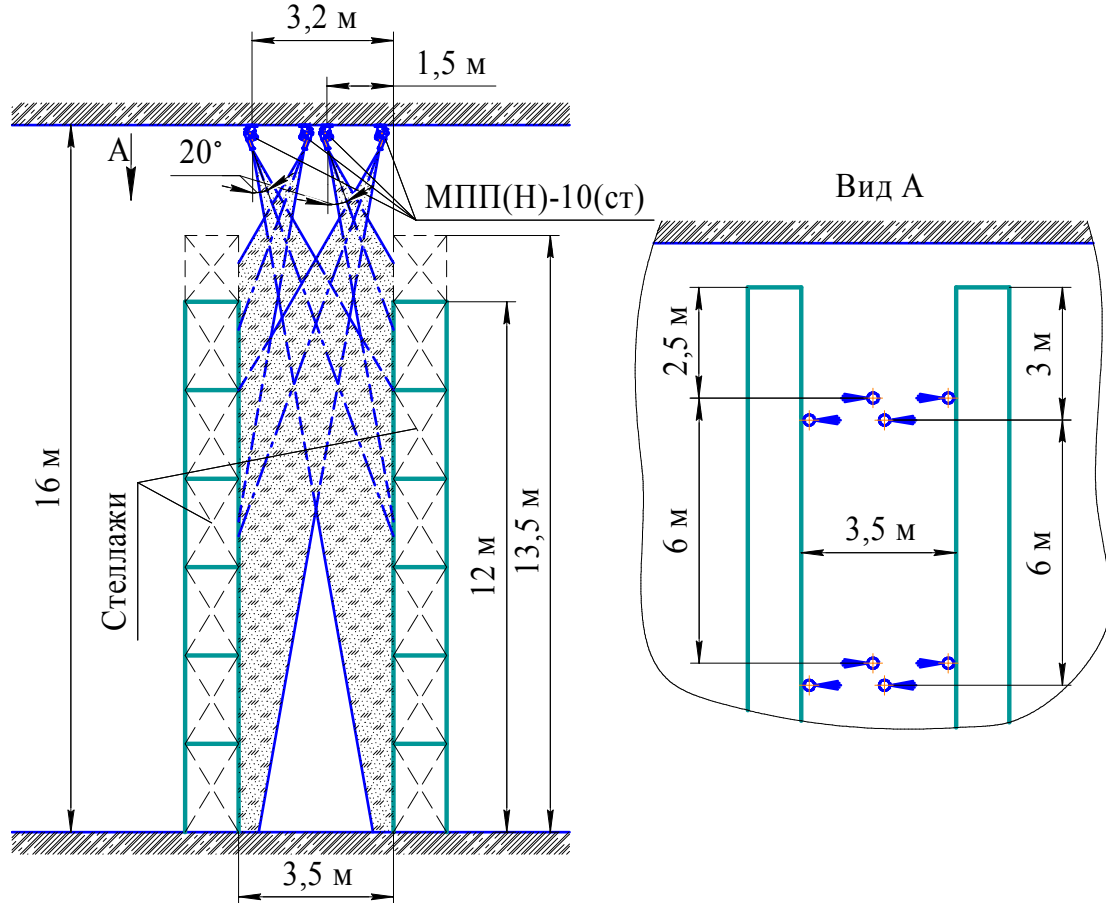 3,2 м
1,5 м
А
20°
МПП(Н)-10(ст)
Вид А
16 м
Стеллажи
12 м
13,5 м
3,5 м
2,5 м
3 м
6 м
3,5 м
6 м